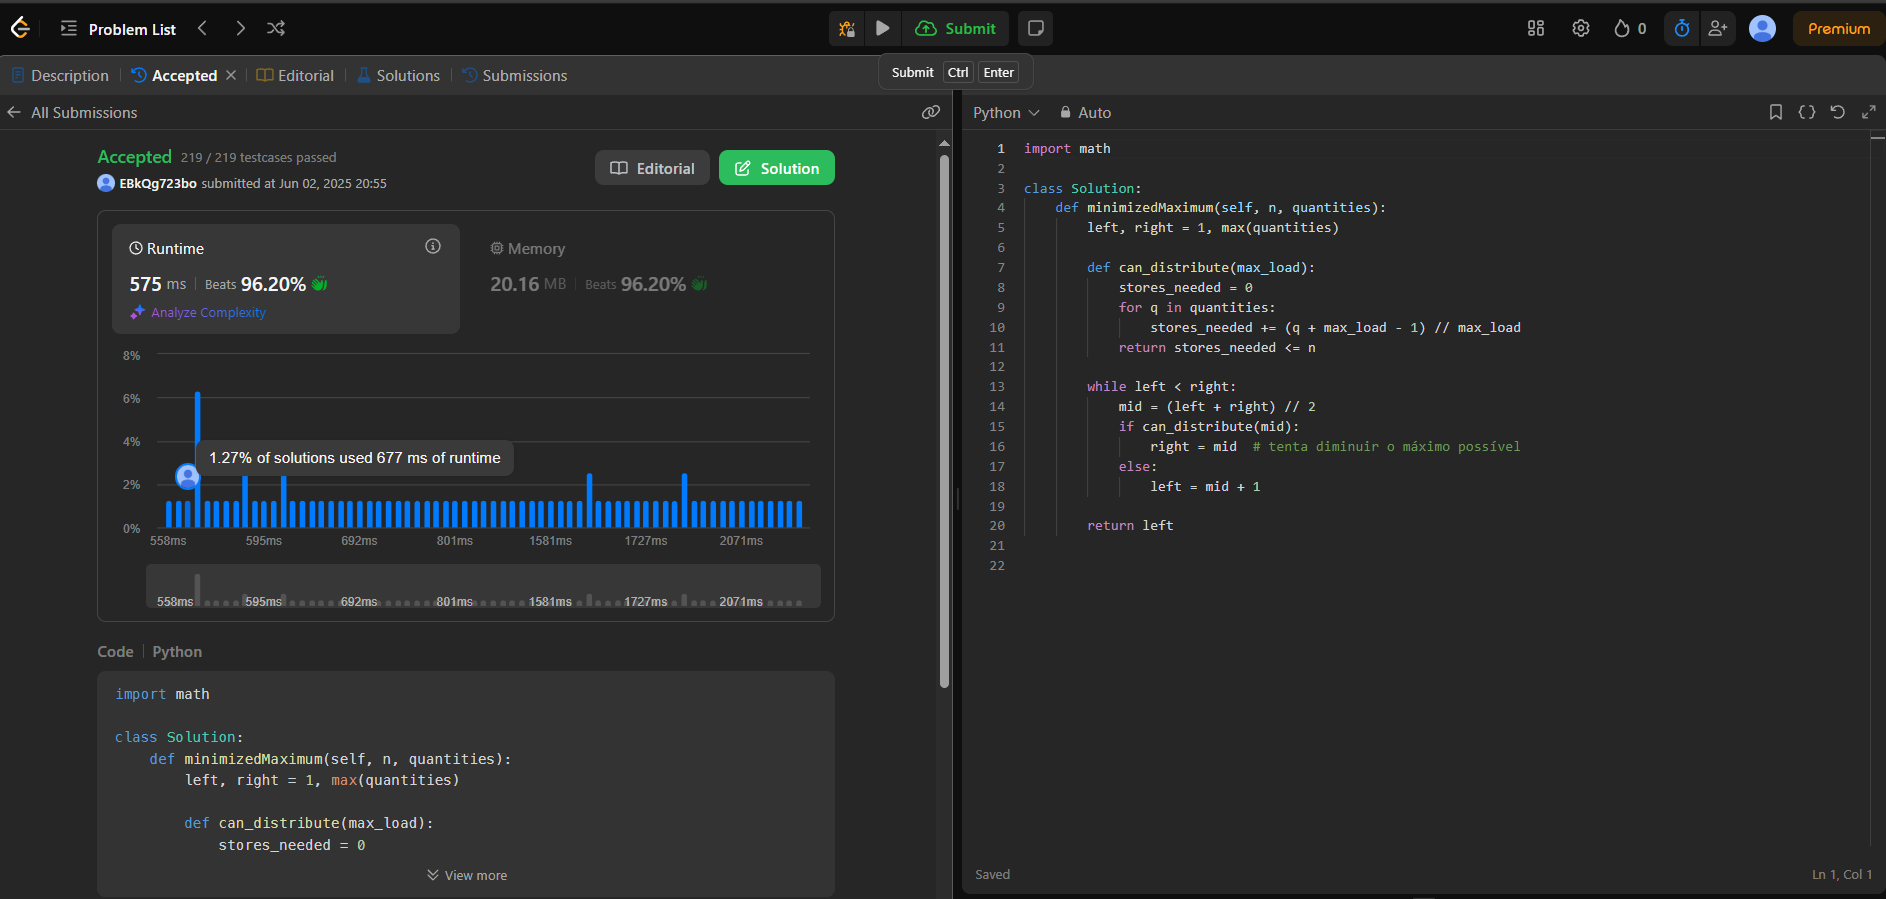 Problem List
Submit
0
Premium
Description
Accepted
Editorial
Solutions
Submissions
Submit Ctrl Enter
All Submissions
Accepted 219 / 219 testcases passed
EBkQg723bo submitted at Jun 02, 2025 20:55
Editorial
Solution
Runtime
575 ms Beats 96.20%
Analyze Complexity
Memory
20.16 MB Beats 96.20%
8%
6%
4%
2%
0%
1.27% of solutions used 677 ms of runtime
558ms 595ms 692ms 801ms 1581ms 1727ms 2071ms
558ms 595ms 692ms 801ms 1581ms 1727ms 2071ms
Code Python
import math
class Solution:
    def minimizedMaximum(self, n, quantities):
        left, right = 1, max(quantities)
        def can_distribute(max_load):
            stores_needed = 0
View more
Python
Auto
1 import math
2
3 class Solution:
4     def minimizedMaximum(self, n, quantities):
5         left, right = 1, max(quantities)
6
7         def can_distribute(max_load):
8             stores_needed = 0
9             for q in quantities:
10                 stores_needed += (q + max_load - 1) // max_load
11             return stores_needed <= n
12
13         while left < right:
14             mid = (left + right) // 2
15             if can_distribute(mid):
16                 right = mid  # tenta diminuir o máximo possível
17             else:
18                 left = mid + 1
19
20         return left
21
22
Saved
Ln 1, Col 1